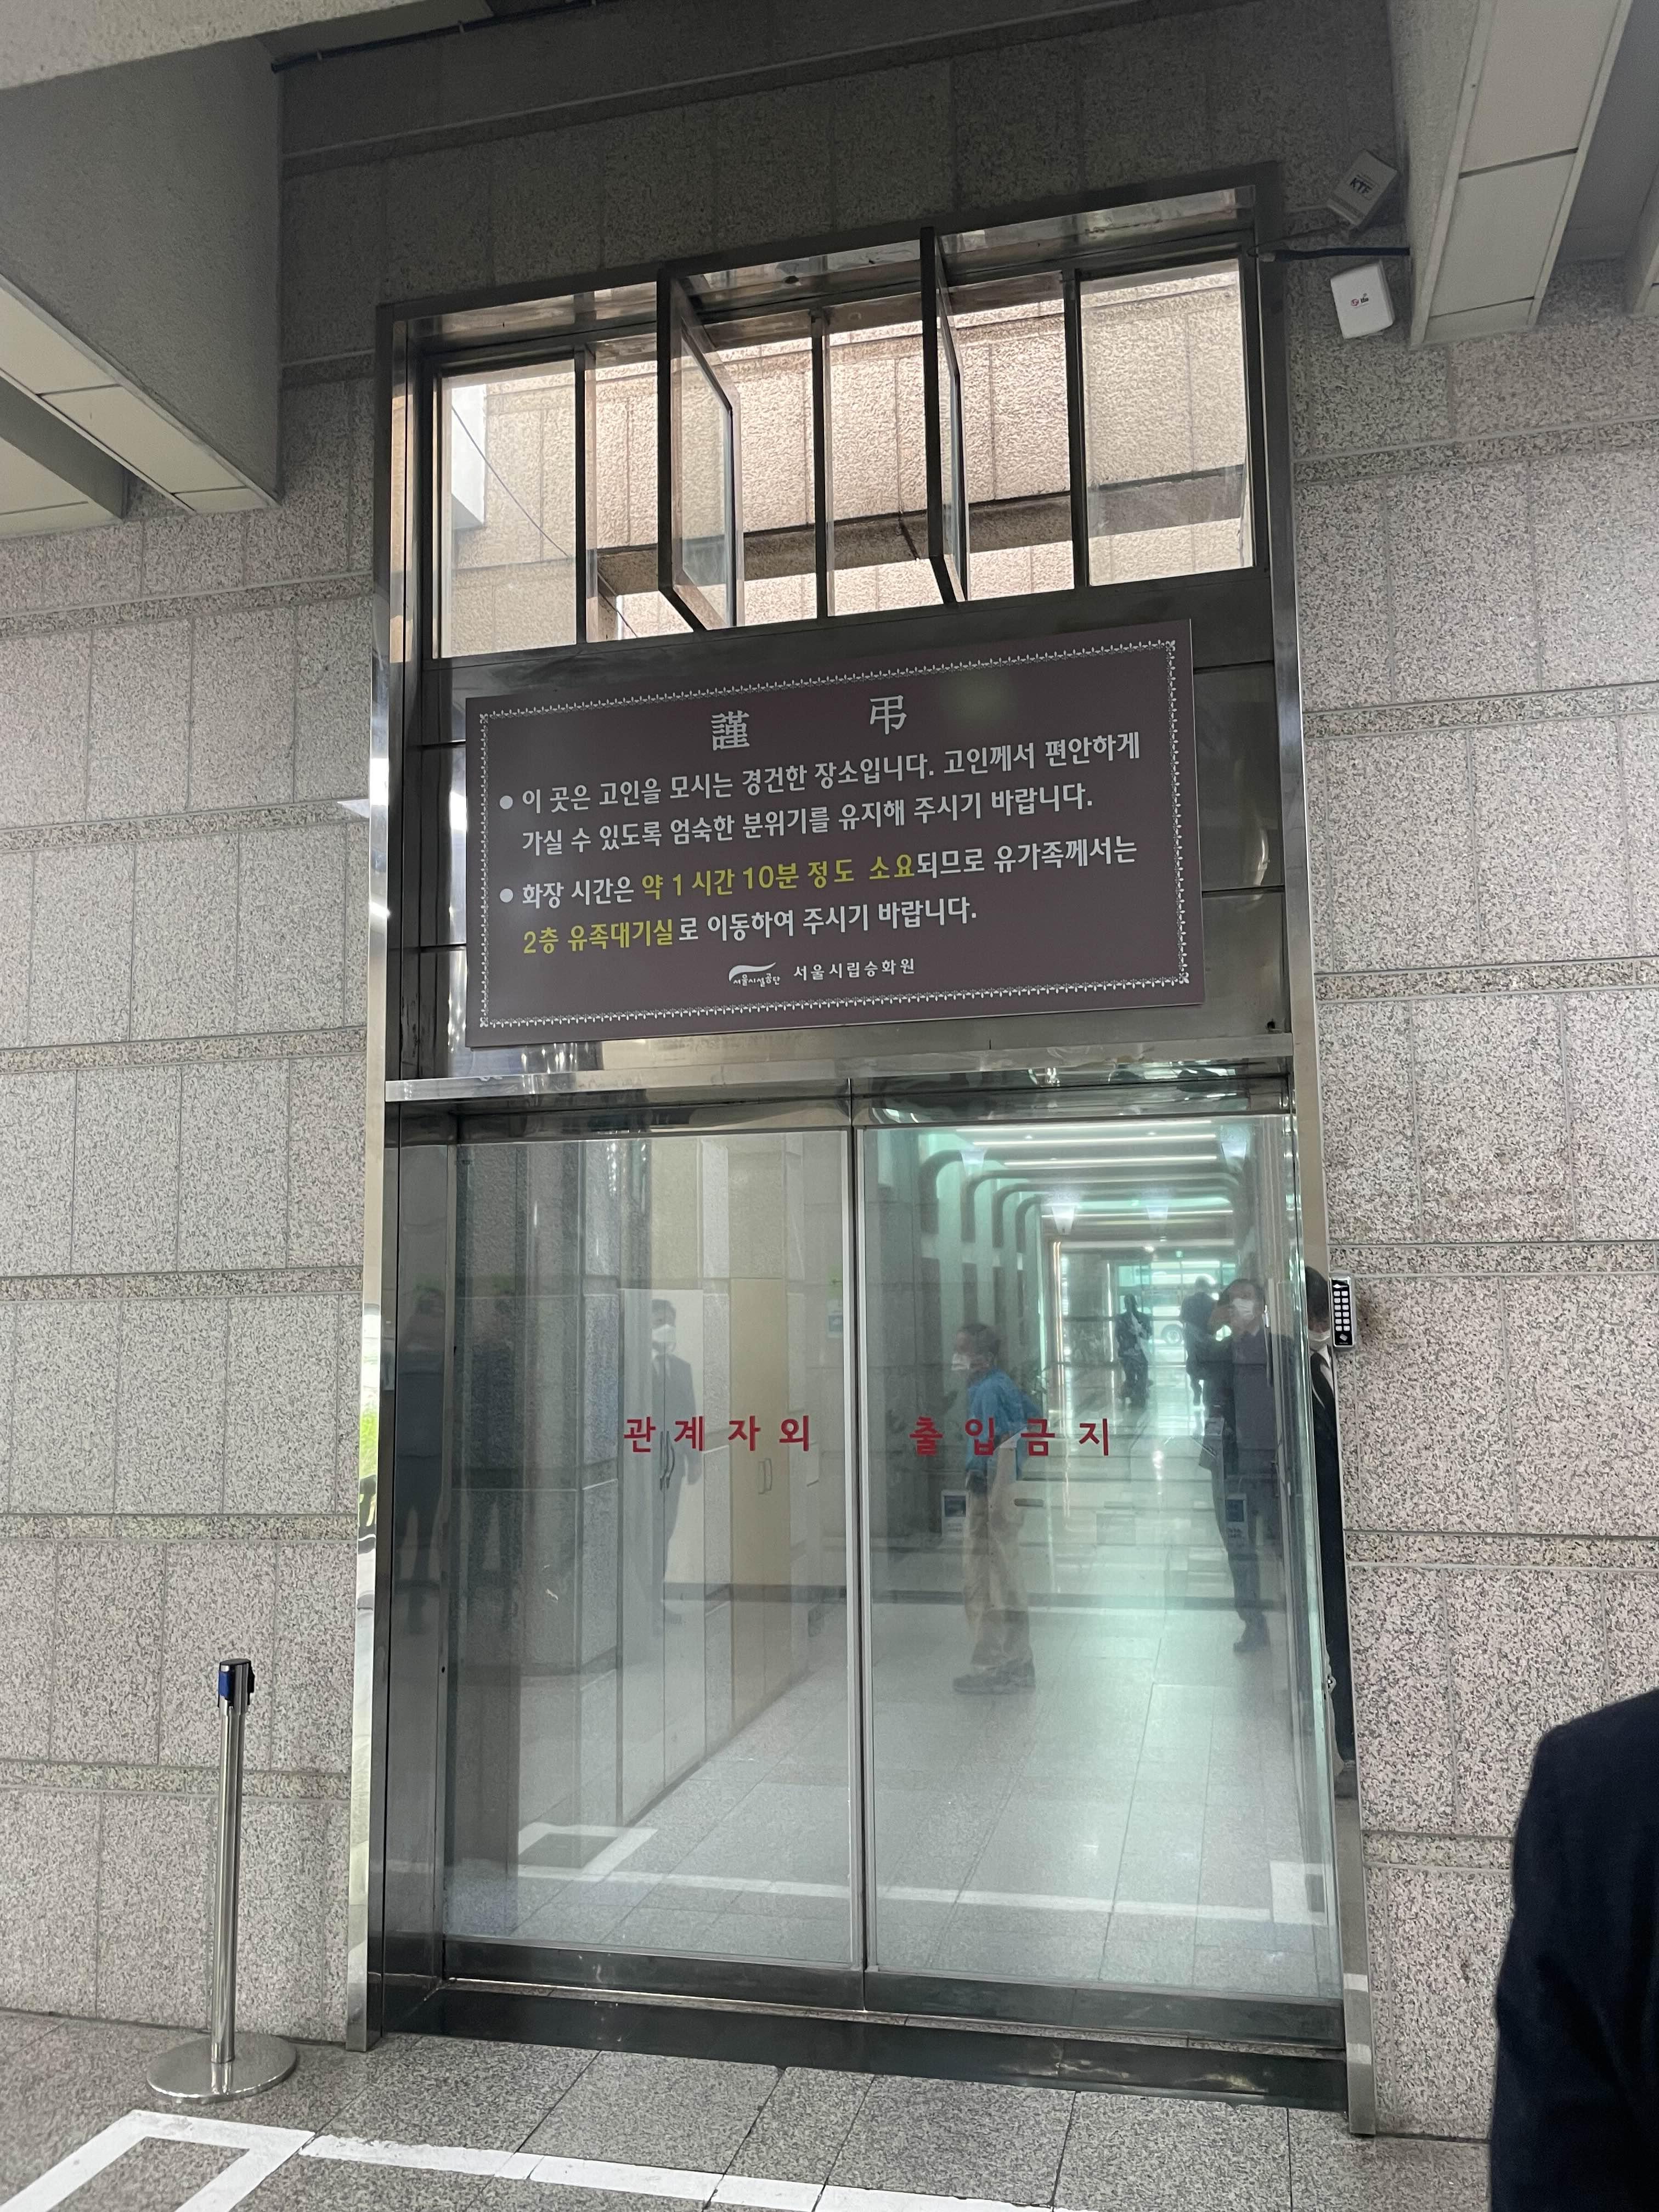 KTF
謹 弔
● 이 곳은 고인을 모시는 경건한 장소입니다. 고인께서 편안하게
가실 수 있도록 엄숙한 분위기를 유지해 주시기 바랍니다.
● 화장 시간은 약 1시간 10분 정도 소요되므로 유가족께서는
2층 유족대기실로 이동하여 주시기 바랍니다.
서울시설공단 서울시립승화원
관계자외 출입금지